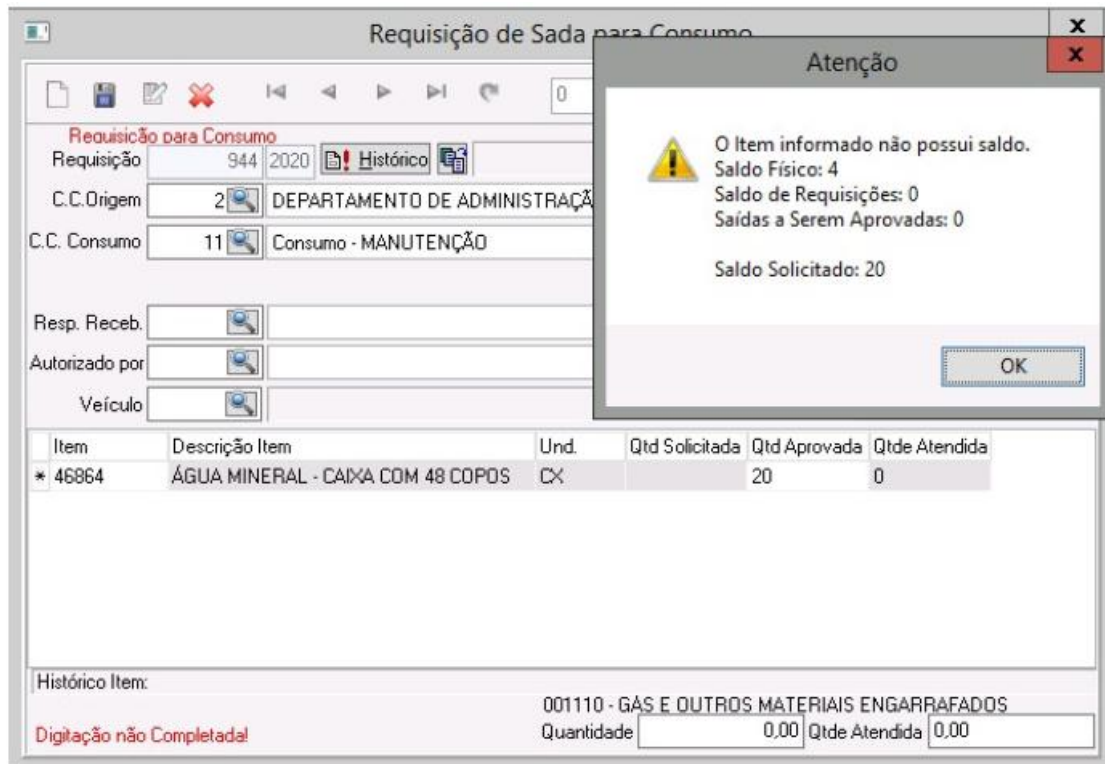 Requisição de Sada para Consumo
Atenção
0
O Item informado não possui saldo.
Saldo Físico: 4
Saldo de Requisições: 0
Saídas a Serem Aprovadas: 0
Saldo Solicitado: 20
OK
Requisição para Consumo
Requisição 944 2020 Histórico
C.C.Origem 2 DEPARTAMENTO DE ADMINISTRAÇÃ
C.C. Consumo 11 Consumo - MANUTENÇÃO
Resp. Receb.
Autorizado por
Veículo
Item Descrição Item Und. Qtd Solicitada Qtd Aprovada Qtde Atendida
* 46864 ÁGUA MINERAL - CAIXA COM 48 COPOS CX 20 0
Histórico Item:
001110 - GÁS E OUTROS MATERIAIS ENGARRAFADOS
Digitação não Completada! Quantidade 0,00 Qtde Atendida 0,00